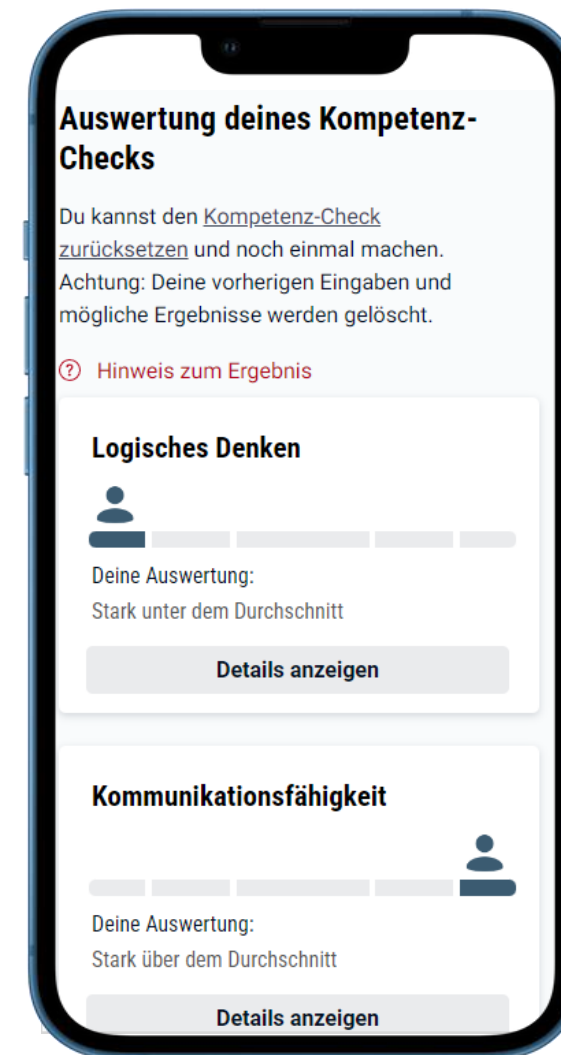 Auswertung deines Kompetenz-
Checks
Du kannst den Kompetenz-Check
zurücksetzen und noch einmal machen.
Achtung: Deine vorherigen Eingaben und
mögliche Ergebnisse werden gelöscht.
? Hinweis zum Ergebnis
Logisches Denken
Deine Auswertung:
Stark unter dem Durchschnitt
Details anzeigen
Kommunikationsfähigkeit
Deine Auswertung:
Stark über dem Durchschnitt
Details anzeigen